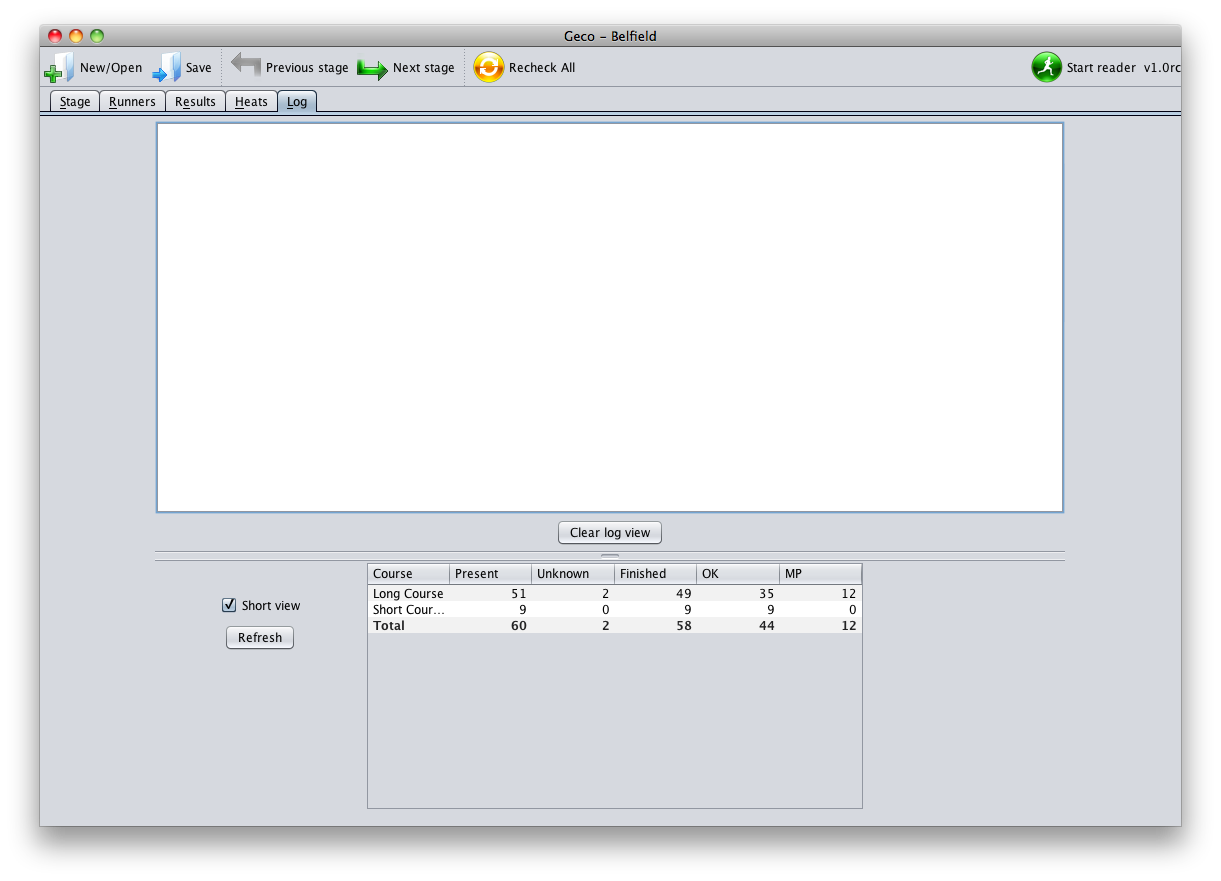 Geco – Belfield
New/Open Save Previous stage Next stage Recheck All Start reader v1.0rc
Stage Runners Results Heats Log
Clear log view
Course Present Unknown Finished OK MP
Long Course 51 2 49 35 12
Short Cour... 9 0 9 9 0
Total 60 2 58 44 12
Short view
Refresh